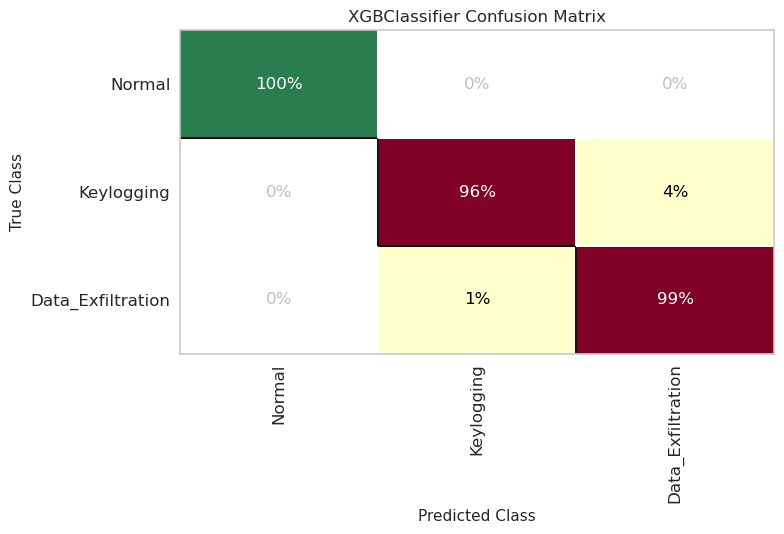 XGBClassifier Confusion Matrix
True Class
Normal 100% 0% 0%
Keylogging 0% 96% 4%
Data_Exfiltration 0% 1% 99%
Normal
Keylogging
Data_Exfiltration
Predicted Class